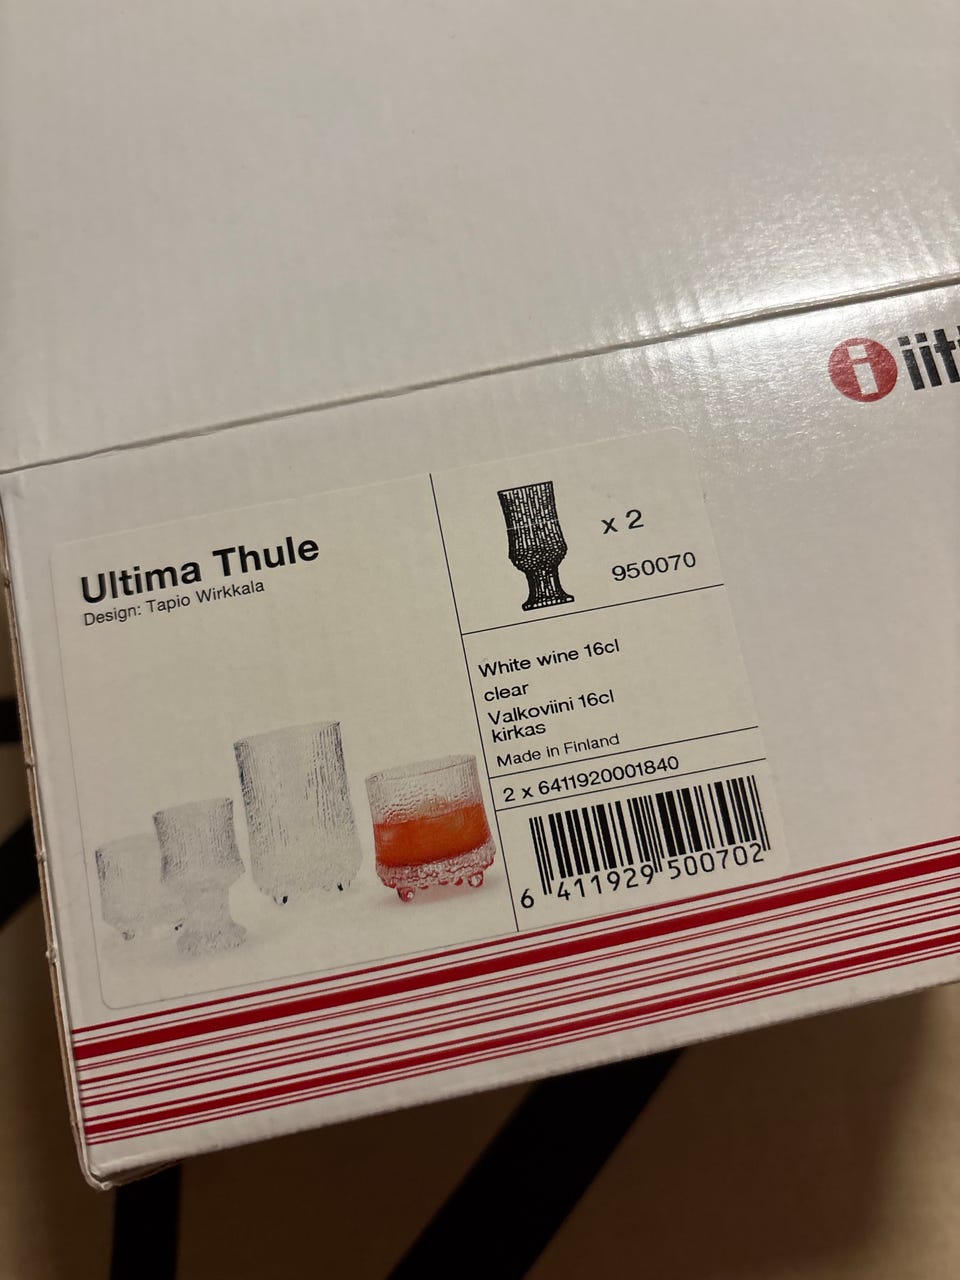 iit
Ultima Thule
Design: Tapio Wirkkala
x 2
950070
White wine 16cl
clear
Valkoviini 16cl
kirkas
Made in Finland
2 x 6411920001840
6 411929 500702